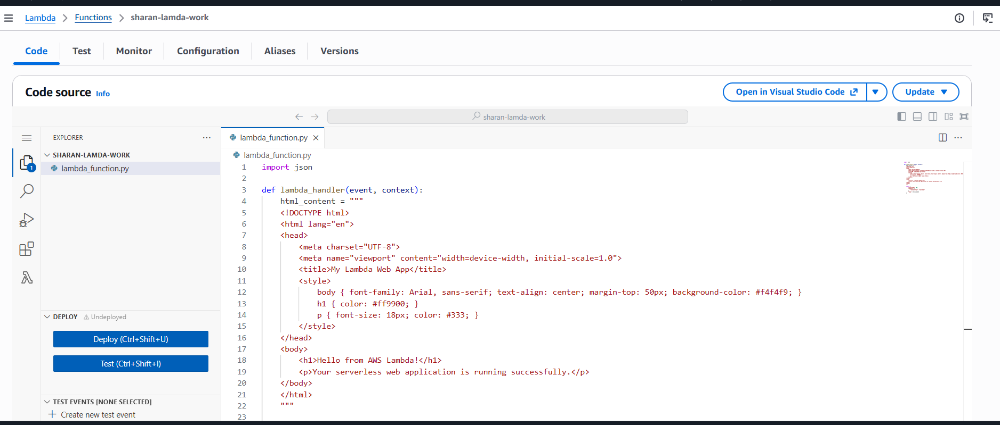 Lambda > Functions > sharan-lamda-work
Code Test Monitor Configuration Aliases Versions
Code source Info
Open in Visual Studio Code
Update
sharan-lamda-work
EXPLORER
SHARAN-LAMDA-WORK
1
lambda_function.py
DEPLOY Undeployed
Deploy (Ctrl+Shift+U)
Test (Ctrl+Shift+I)
TEST EVENTS [NONE SELECTED]
+ Create new test event
lambda_function.py
lambda_function.py
1 import json
2
3 def lambda_handler(event, context):
4     html_content = """
5     <!DOCTYPE html>
6     <html lang="en">
7     <head>
8         <meta charset="UTF-8">
9         <meta name="viewport" content="width=device-width, initial-scale=1.0">
10         <title>My Lambda Web App</title>
11         <style>
12             body { font-family: Arial, sans-serif; text-align: center; margin-top: 50px; background-color: #f4f4f9; }
13             h1 { color: #ff9900; }
14             p { font-size: 18px; color: #333; }
15         </style>
16     </head>
17     <body>
18         <h1>Hello from AWS Lambda!</h1>
19         <p>Your serverless web application is running successfully.</p>
20     </body>
21     </html>
22     """
23